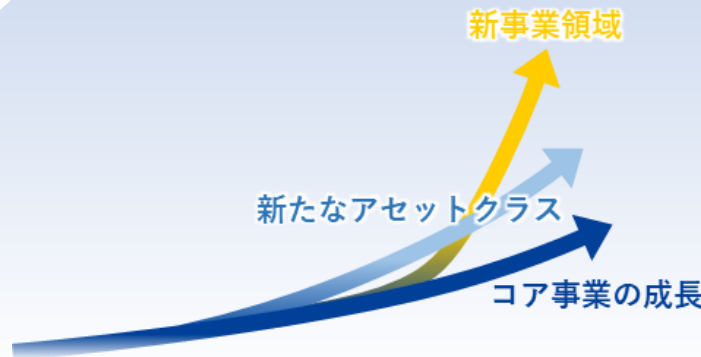 新事業領域
新たなアセットクラス
コア事業の成長